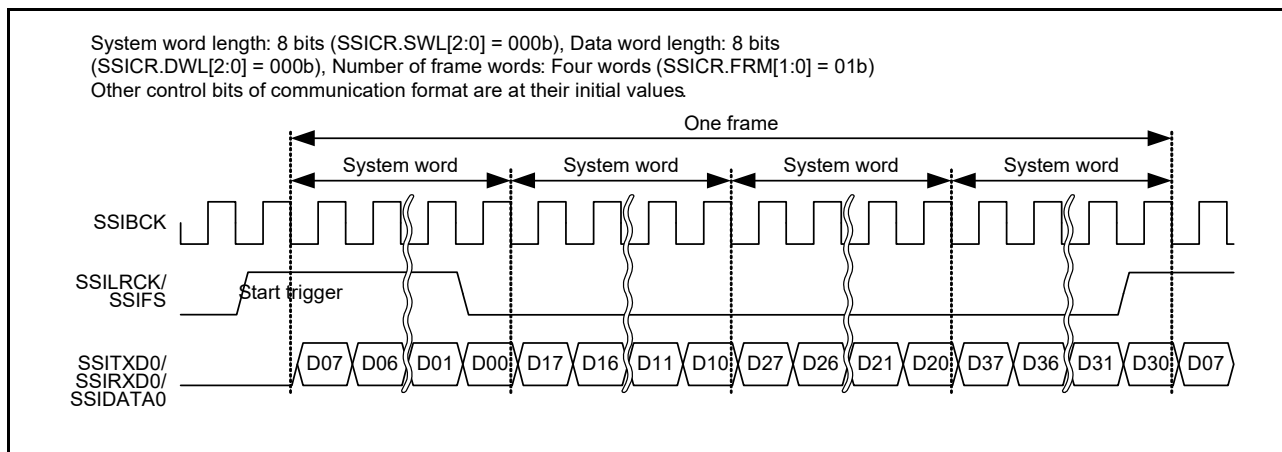 System word length: 8 bits (SSICR.SWL[2:0] = 000b), Data word length: 8 bits
(SSICR.DWL[2:0] = 000b), Number of frame words: Four words (SSICR.FRM[1:0] = 01b)
Other control bits of communication format are at their initial values.
One frame
System word System word System word System word
SSIBCK
SSILRCK/
SSIFS
Start trigger
SSITXD0/
SSIRXD0/
SSIDATA0
D07 D06 D01 D00 D17 D16 D11 D10 D27 D26 D21 D20 D37 D36 D31 D30 D07